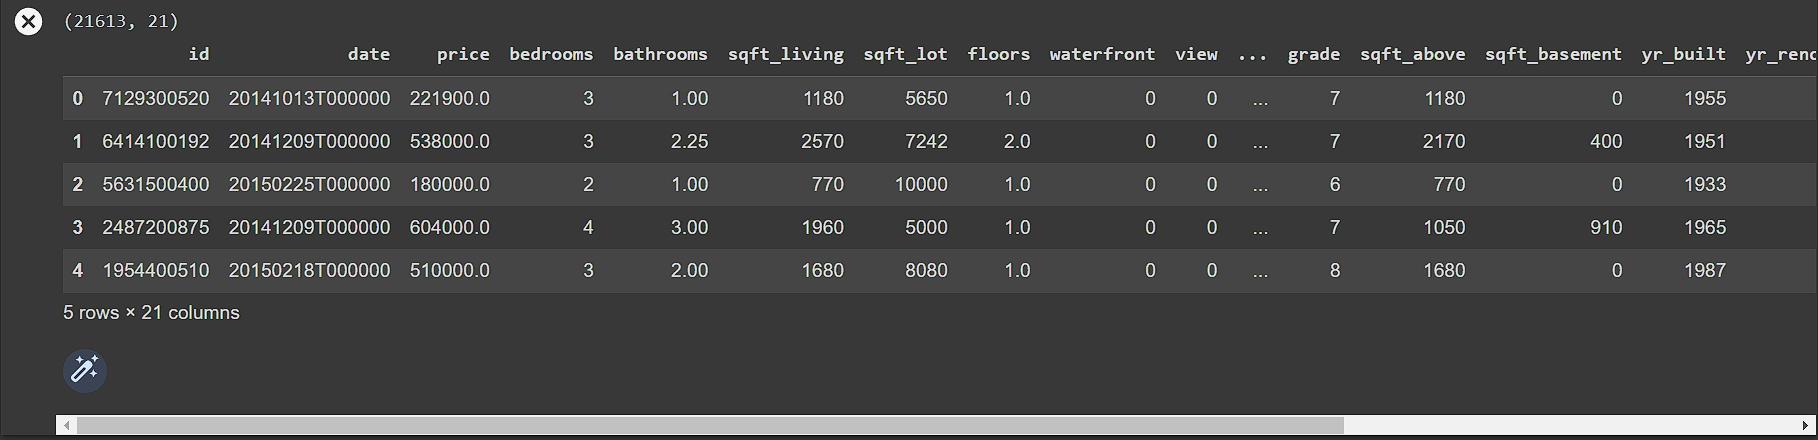 (21613, 21)
id date price bedrooms bathrooms sqft_living sqft_lot floors waterfront view ... grade sqft_above sqft_basement yr_built yr_renc
0 7129300520 20141013T000000 221900.0 3 1.00 1180 5650 1.0 0 0 ... 7 1180 0 1955
1 6414100192 20141209T000000 538000.0 3 2.25 2570 7242 2.0 0 0 ... 7 2170 400 1951
2 5631500400 20150225T000000 180000.0 2 1.00 770 10000 1.0 0 0 ... 6 770 0 1933
3 2487200875 20141209T000000 604000.0 4 3.00 1960 5000 1.0 0 0 ... 7 1050 910 1965
4 1954400510 20150218T000000 510000.0 3 2.00 1680 8080 1.0 0 0 ... 8 1680 0 1987
5 rows × 21 columns